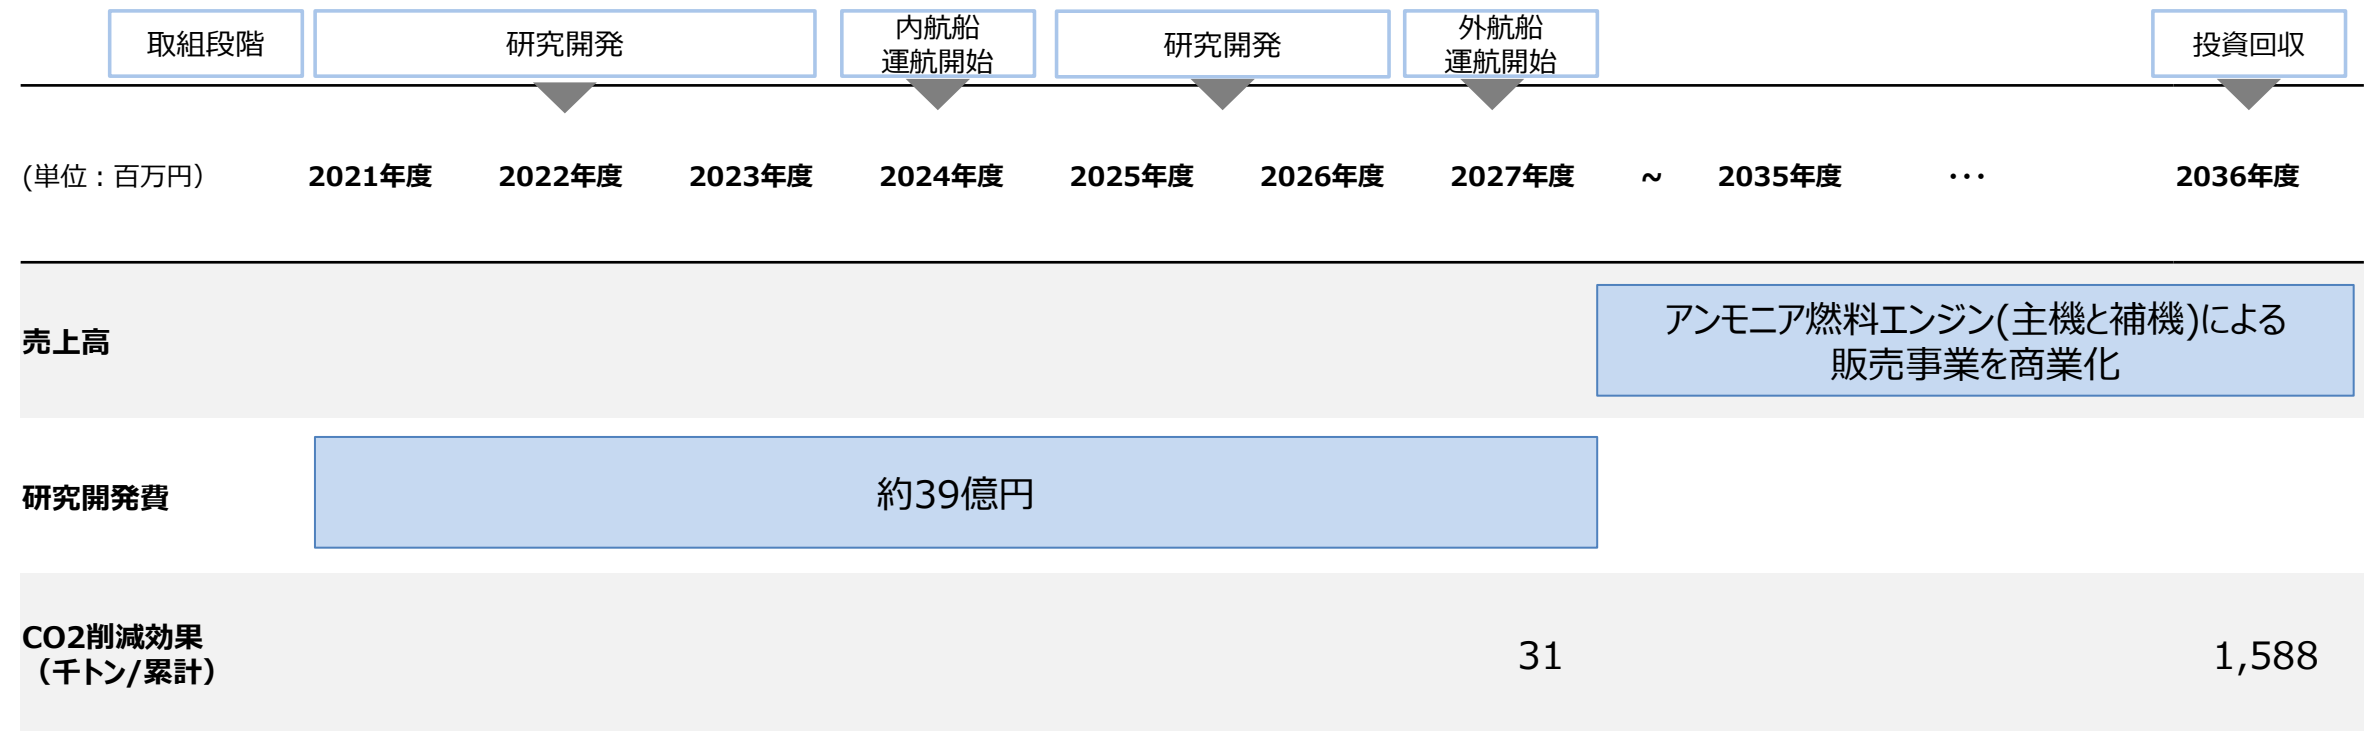 取組段階
研究開発
内航船
運航開始
研究開発
外航船
運航開始
投資回収
(単位：百万円）
2021年度
2022年度
2023年度
2024年度
2025年度
2026年度
2027年度
~
2035年度
･･･
2036年度
売上高
アンモニア燃料エンジン(主機と補機)による
販売事業を商業化
研究開発費
約39億円
CO2削減効果
（千トン/累計）
31
1,588